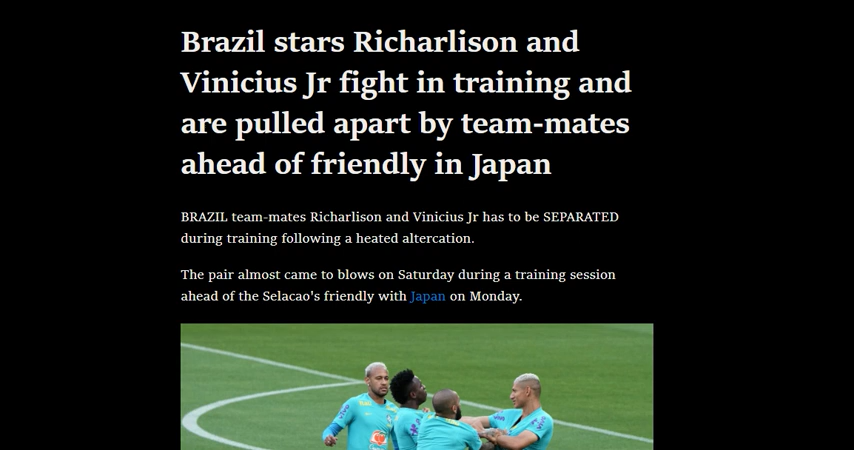 Brazil stars Richarlison and
Vinicius Jr fight in training and
are pulled apart by team-mates
ahead of friendly in Japan
BRAZIL team-mates Richarlison and Vinicius Jr has to be SEPARATED
during training following a heated altercation.
The pair almost came to blows on Saturday during a training session
ahead of the Selacao's friendly with Japan on Monday.